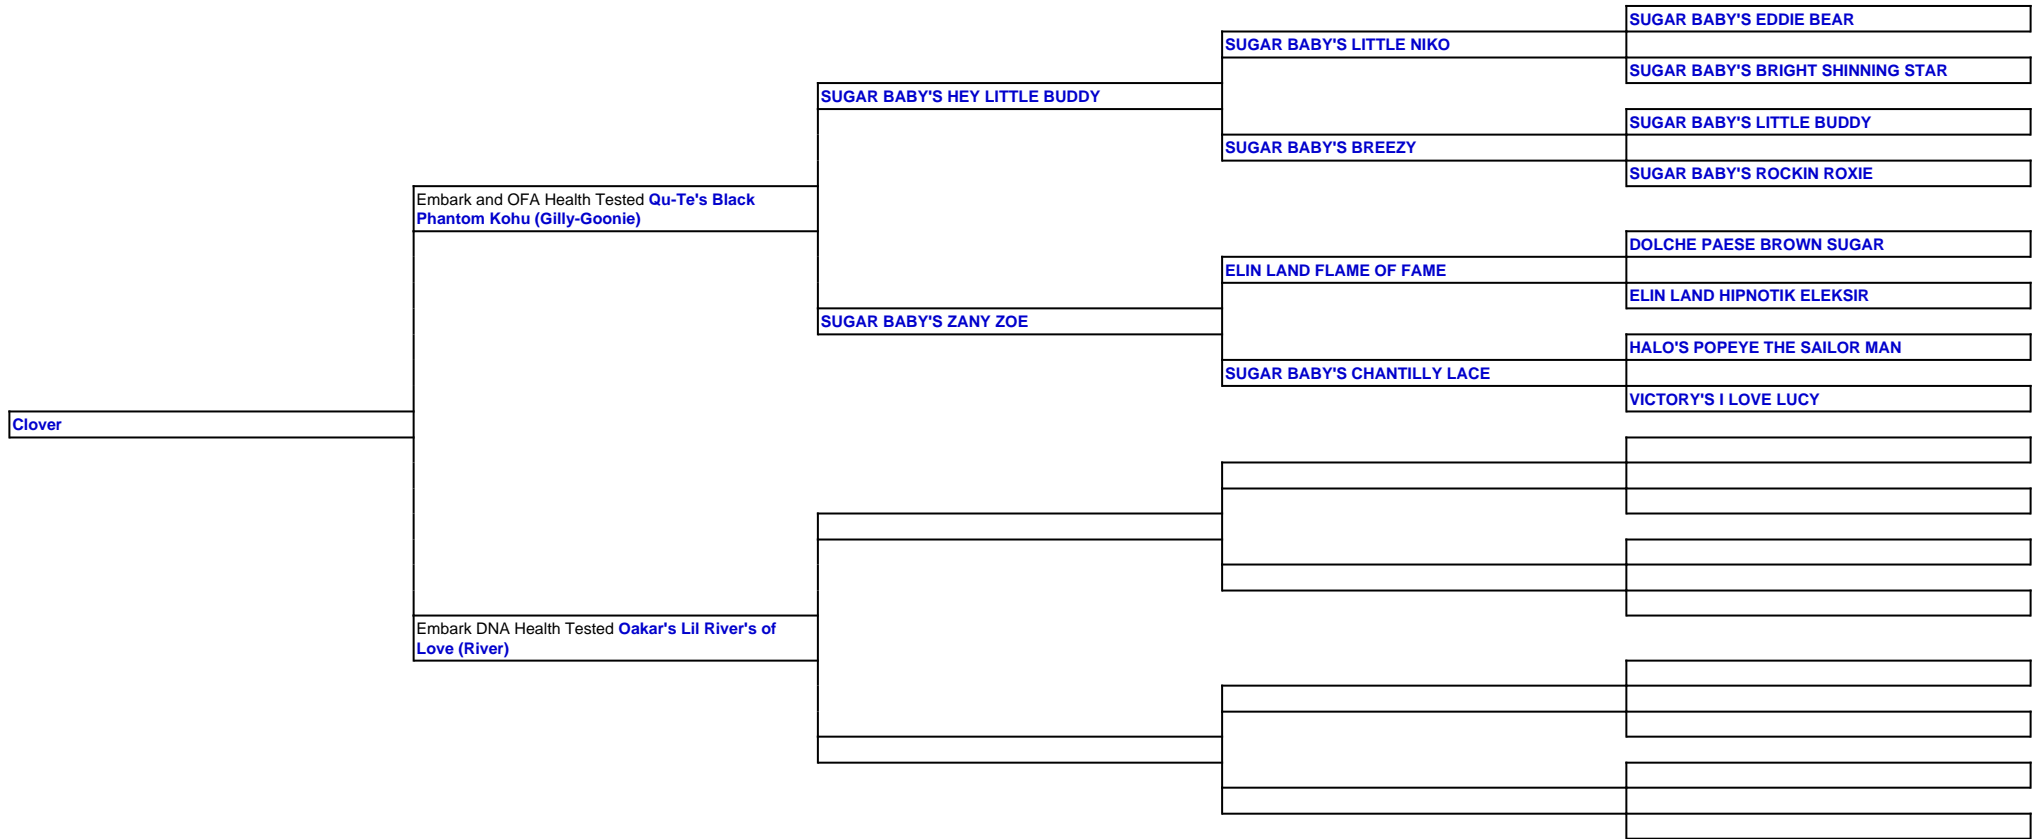 SUGAR BABY'S EDDIE BEAR
SUGAR BABY'S LITTLE NIKO
SUGAR BABY'S BRIGHT SHINNING STAR
SUGAR BABY'S HEY LITTLE BUDDY
SUGAR BABY'S LITTLE BUDDY
SUGAR BABY'S BREEZY
SUGAR BABY'S ROCKIN ROXIE
Embark and OFA Health Tested Qu-Te's Black
Phantom Kohu (Gilly-Goonie)
DOLCHE PAESE BROWN SUGAR
ELIN LAND FLAME OF FAME
ELIN LAND HIPNOTIK ELEKSIR
SUGAR BABY'S ZANY ZOE
HALO'S POPEYE THE SAILOR MAN
SUGAR BABY'S CHANTILLY LACE
VICTORY'S I LOVE LUCY
Clover
Embark DNA Health Tested Oakar's Lil River's of
Love (River)